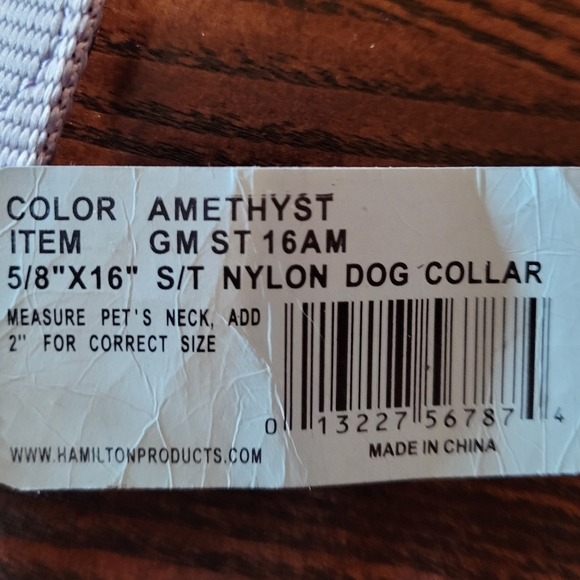 COLOR AMETHYST
ITEM GM ST 16AM
5/8"X16" S/T NYLON DOG COLLAR
MEASURE PET'S NECK, ADD
2" FOR CORRECT SIZE
0 13227 56787 4
WWW.HAMILTONPRODUCTS.COM
MADE IN CHINA